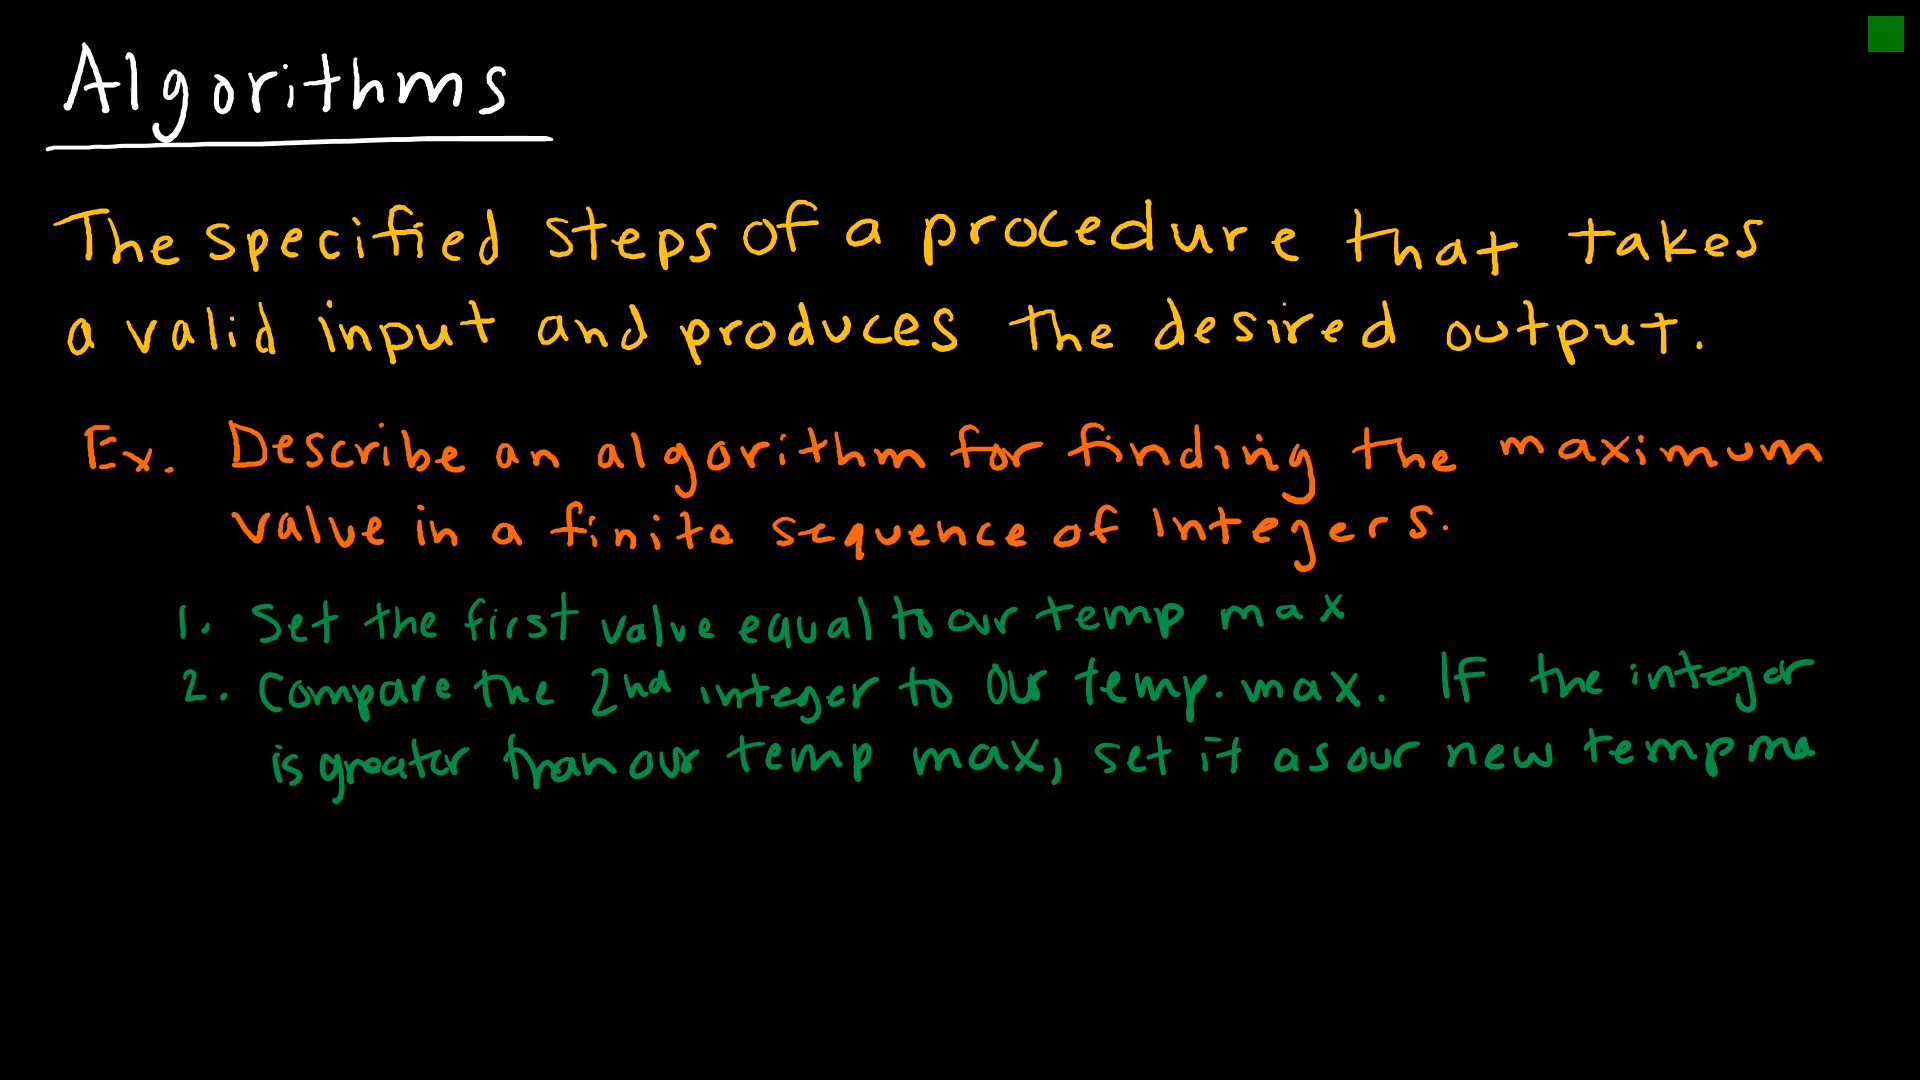 Algorithms
The specified steps of a procedure that takes
a valid input and produces the desired output.
Ex. Describe an algorithm for finding the maximum
value in a finite sequence of integers.
1. Set the first value equal to our temp max
2. Compare the 2nd integer to our temp. max. If the integer
is greater than our temp max, set it as our new temp ma